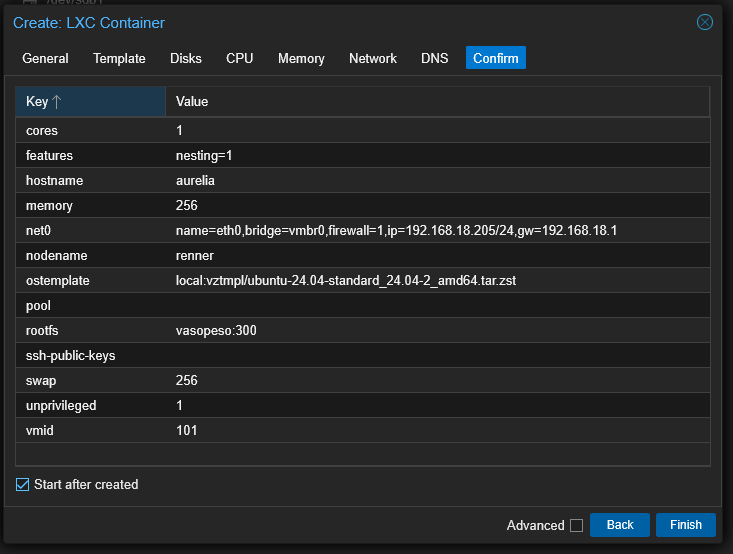 /dev/sdb1
Create: LXC Container
General Template Disks CPU Memory Network DNS Confirm
Key Value
cores 1
features nesting=1
hostname aurelia
memory 256
net0 name=eth0,bridge=vmbr0,firewall=1,ip=192.168.18.205/24,gw=192.168.18.1
nodename renner
ostemplate local:vztmpl/ubuntu-24.04-standard_24.04-2_amd64.tar.zst
pool
rootfs vasopeso:300
ssh-public-keys
swap 256
unprivileged 1
vmid 101
Start after created
Advanced Back Finish